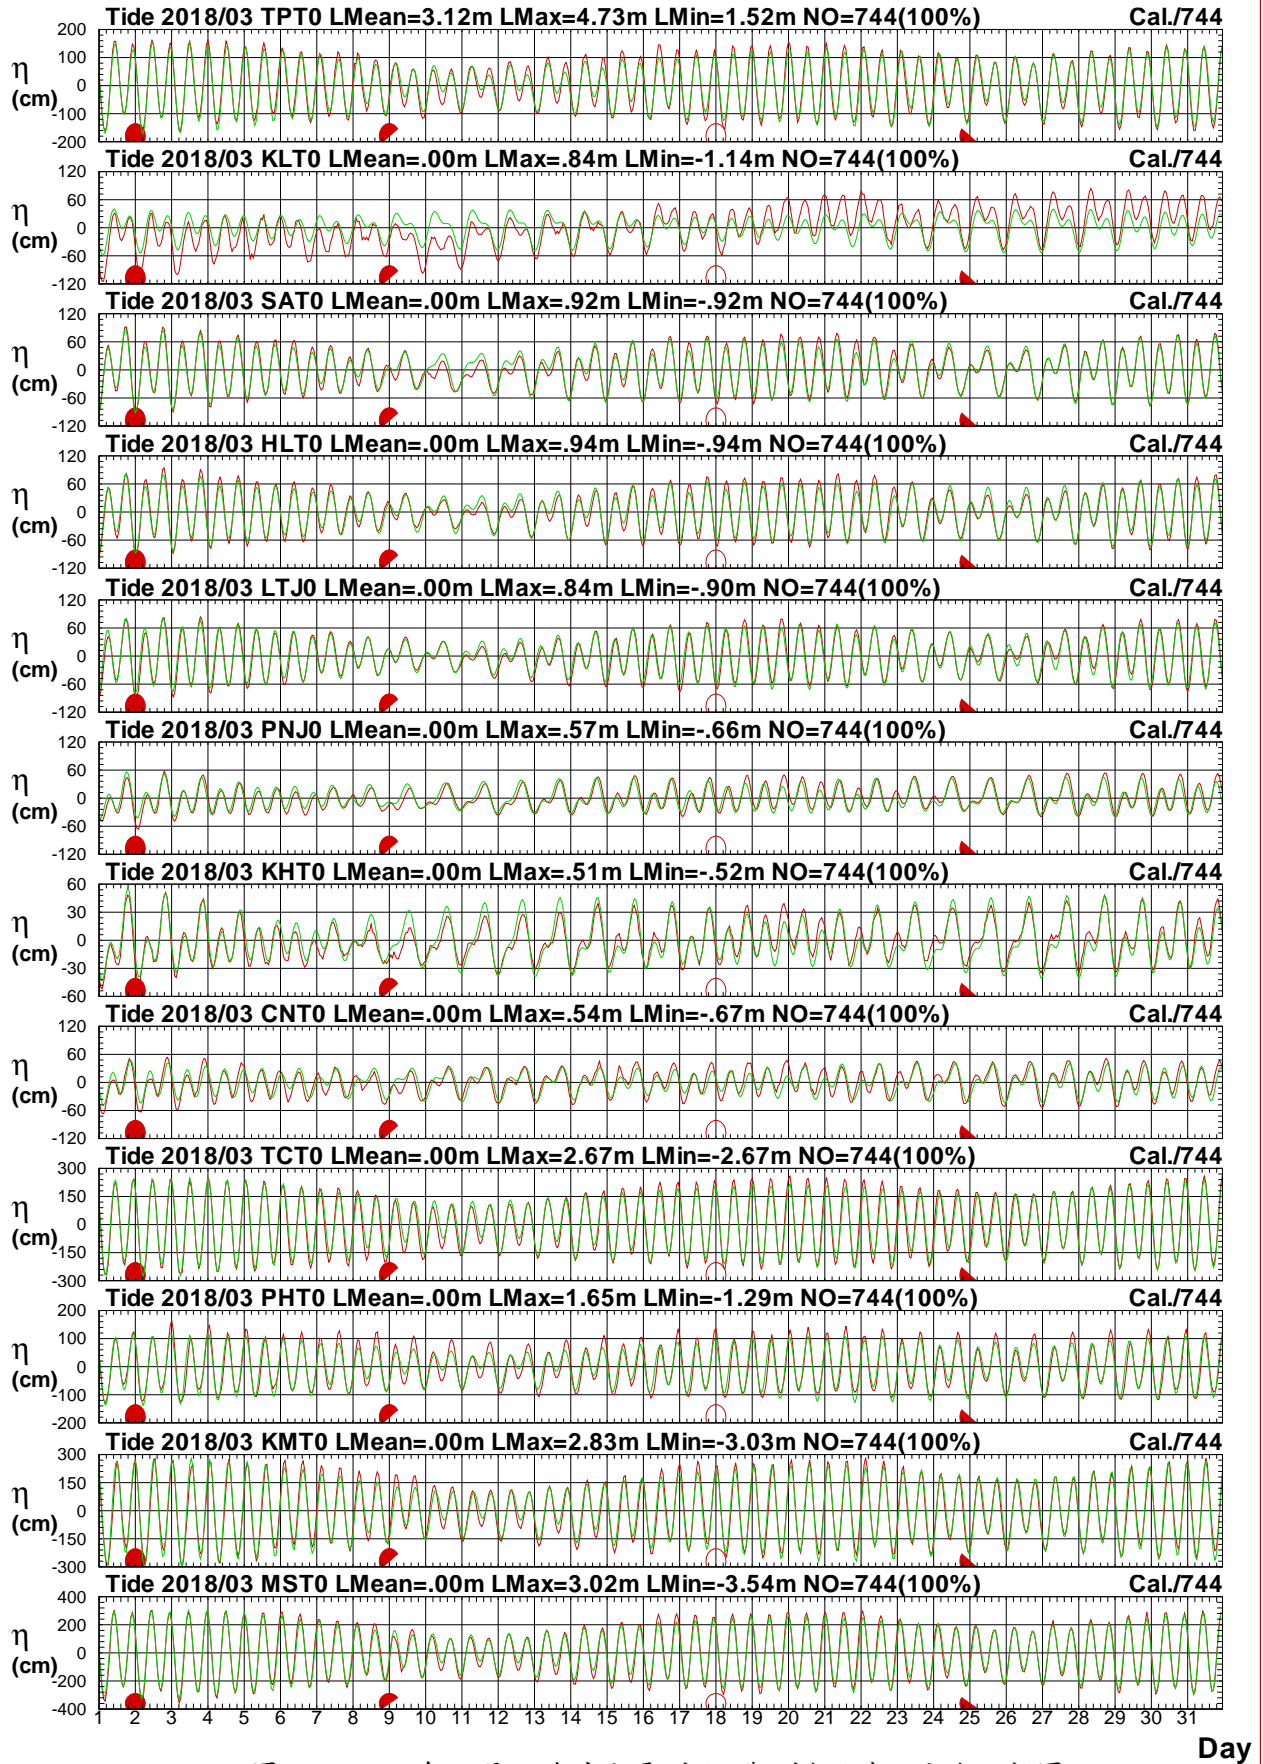 Tide 2018/03 TPT0 LMean=3.12m LMax=4.73m LMin=1.52m NO=744(100%) Cal./744
200
100
0
-100
-200
η
(cm)
Tide 2018/03 KLT0 LMean=.00m LMax=.84m LMin=-1.14m NO=744(100%) Cal./744
120
60
0
-60
-120
η
(cm)
Tide 2018/03 SAT0 LMean=.00m LMax=.92m LMin=-.92m NO=744(100%) Cal./744
120
60
0
-60
-120
η
(cm)
Tide 2018/03 HLT0 LMean=.00m LMax=.94m LMin=-.94m NO=744(100%) Cal./744
120
60
0
-60
-120
η
(cm)
Tide 2018/03 LTJ0 LMean=.00m LMax=.84m LMin=-.90m NO=744(100%) Cal./744
120
60
0
-60
-120
η
(cm)
Tide 2018/03 PNJ0 LMean=.00m LMax=.57m LMin=-.66m NO=744(100%) Cal./744
120
60
0
-60
-120
η
(cm)
Tide 2018/03 KHT0 LMean=.00m LMax=.51m LMin=-.52m NO=744(100%) Cal./744
60
30
0
-30
-60
η
(cm)
Tide 2018/03 CNT0 LMean=.00m LMax=.54m LMin=-.67m NO=744(100%) Cal./744
120
60
0
-60
-120
η
(cm)
Tide 2018/03 TCT0 LMean=.00m LMax=2.67m LMin=-2.67m NO=744(100%) Cal./744
300
150
0
-150
-300
η
(cm)
Tide 2018/03 PHT0 LMean=.00m LMax=1.65m LMin=-1.29m NO=744(100%) Cal./744
200
100
0
-100
-200
η
(cm)
Tide 2018/03 KMT0 LMean=.00m LMax=2.83m LMin=-3.03m NO=744(100%) Cal./744
300
150
0
-150
-300
η
(cm)
Tide 2018/03 MST0 LMean=.00m LMax=3.02m LMin=-3.54m NO=744(100%) Cal./744
400
200
0
-200
-400
η
(cm)
1 2 3 4 5 6 7 8 9 10 11 12 13 14 15 16 17 18 19 20 21 22 23 24 25 26 27 28 29 30 31
Day